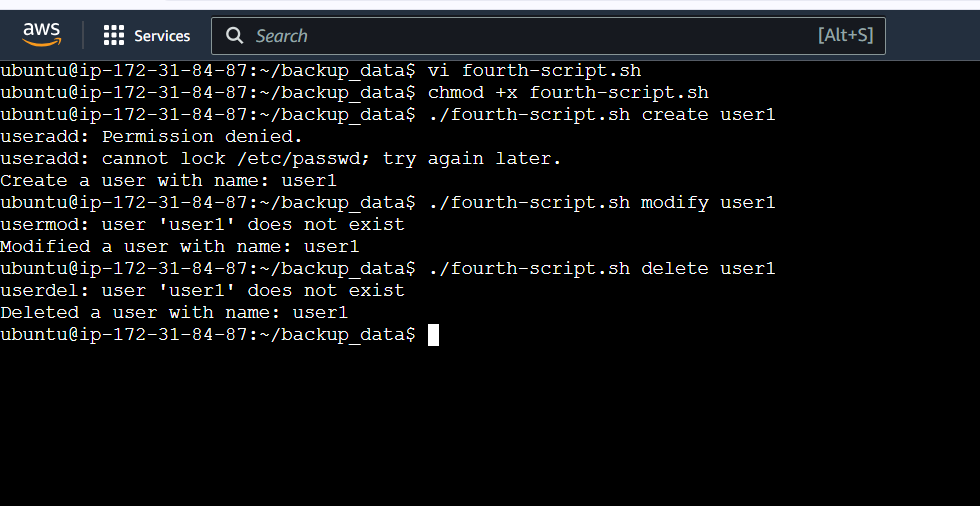 aws Services Search [Alt+S]
ubuntu@ip-172-31-84-87:~/backup_data$ vi fourth-script.sh
ubuntu@ip-172-31-84-87:~/backup_data$ chmod +x fourth-script.sh
ubuntu@ip-172-31-84-87:~/backup_data$ ./fourth-script.sh create user1
useradd: Permission denied.
useradd: cannot lock /etc/passwd; try again later.
Create a user with name: user1
ubuntu@ip-172-31-84-87:~/backup_data$ ./fourth-script.sh modify user1
usermod: user 'user1' does not exist
Modified a user with name: user1
ubuntu@ip-172-31-84-87:~/backup_data$ ./fourth-script.sh delete user1
userdel: user 'user1' does not exist
Deleted a user with name: user1
ubuntu@ip-172-31-84-87:~/backup_data$